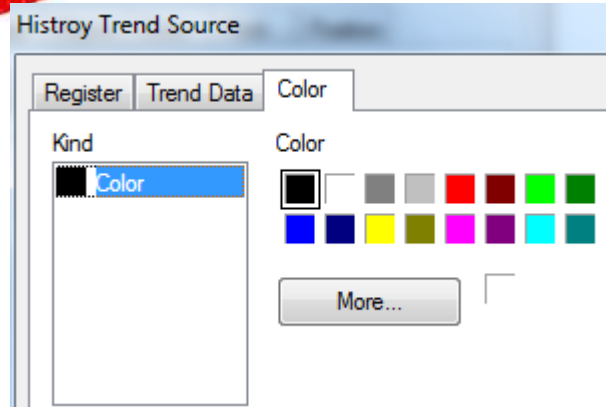 Histroy Trend Source
Register Trend Data Color
Kind Color
Color
More...